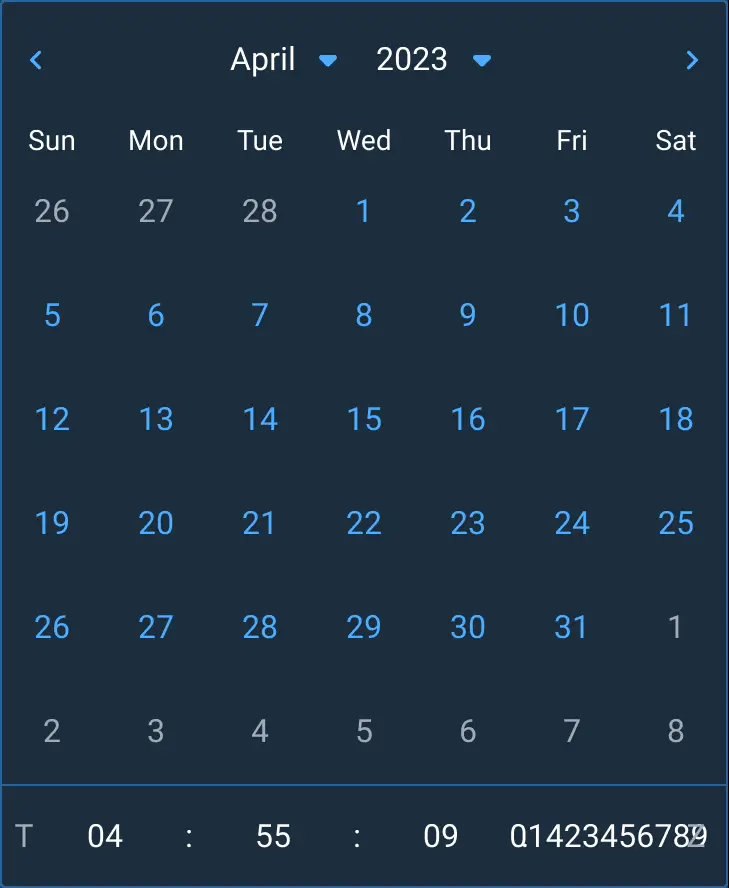 April 2023
Sun Mon Tue Wed Thu Fri Sat
26 27 28 1 2 3 4
5 6 7 8 9 10 11
12 13 14 15 16 17 18
19 20 21 22 23 24 25
26 27 28 29 30 31 1
2 3 4 5 6 7 8
T 04 : 55 : 09